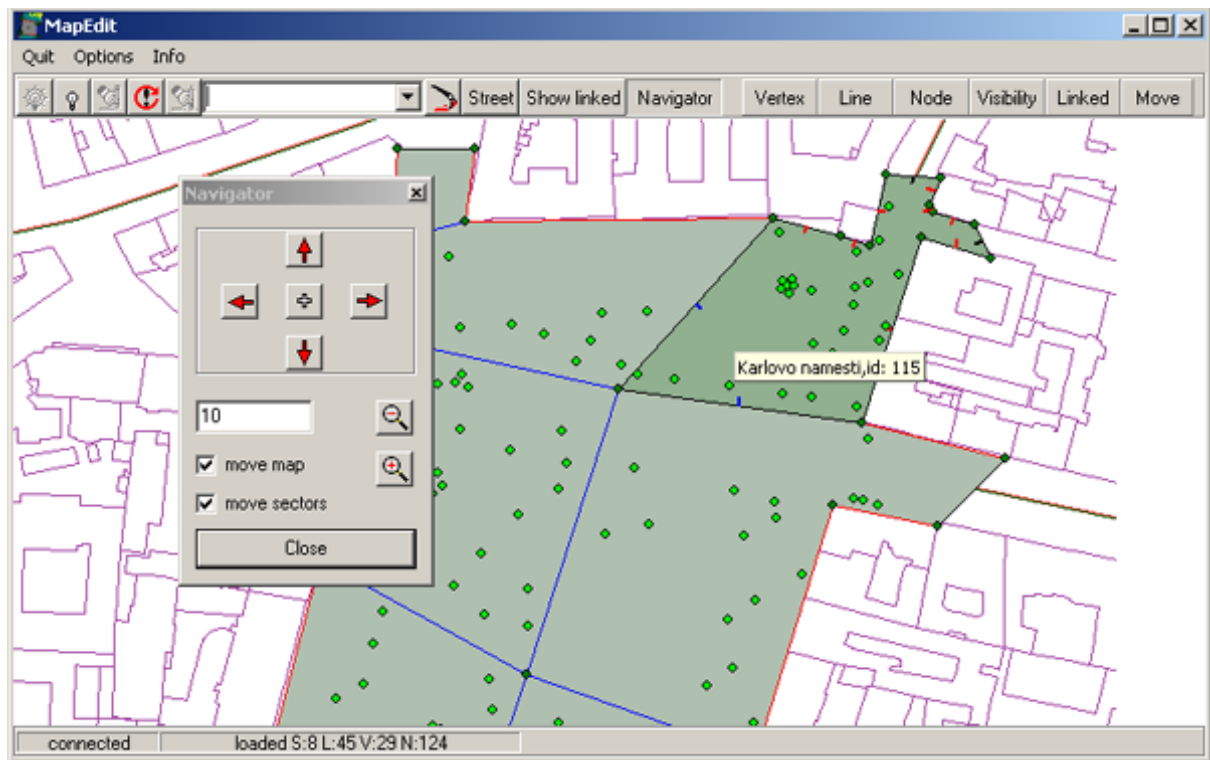 MapEdit
Quit Options Info
Street Show linked Navigator Vertex Line Node Visibility Linked Move
Navigator
Karlovo namesti,id: 115
10
move map
move sectors
Close
connected loaded S:8 L:45 V:29 N:124